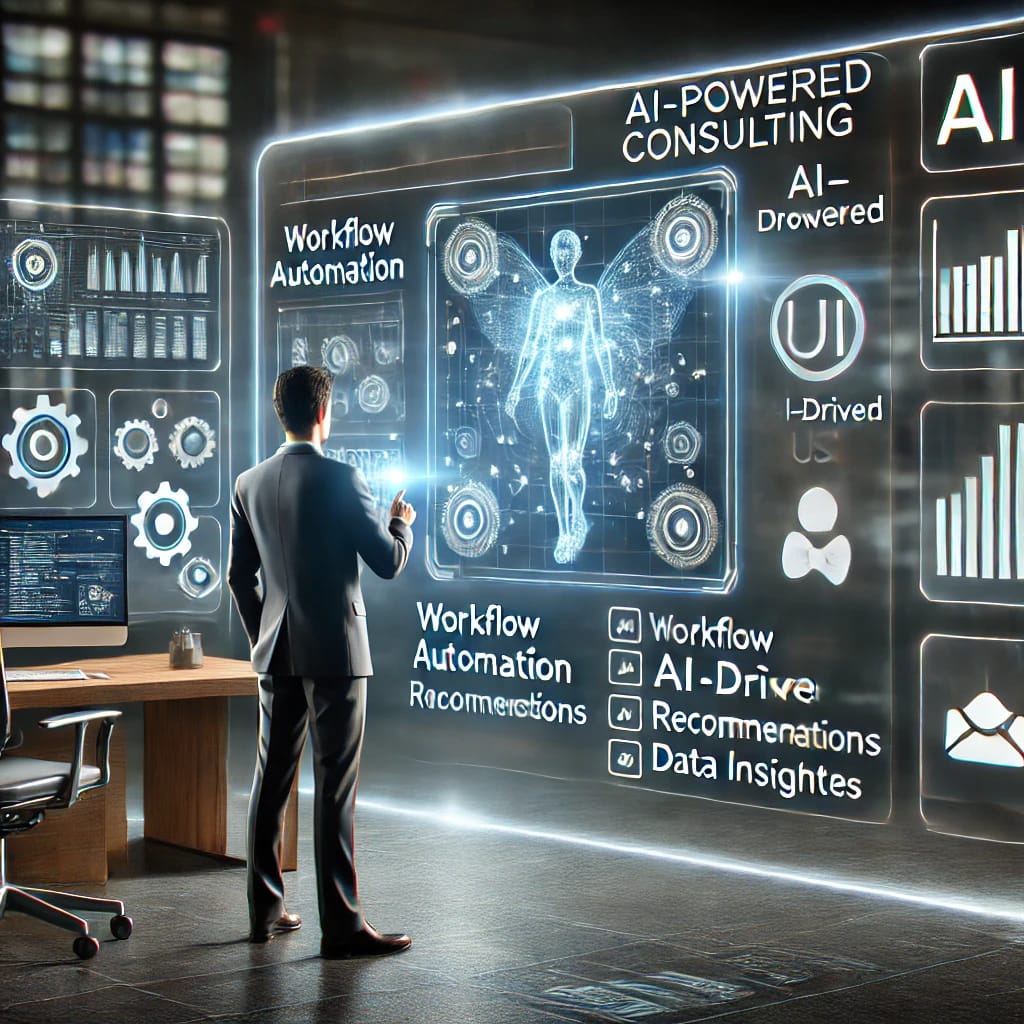 AI-POWERED
CONSULTING
AI
AI-
Drowered
Workflow
Automation
UI
I-Drived
US
Workflow
Automation
Workflow
AI-Drive
Recommenations
Data Insightes